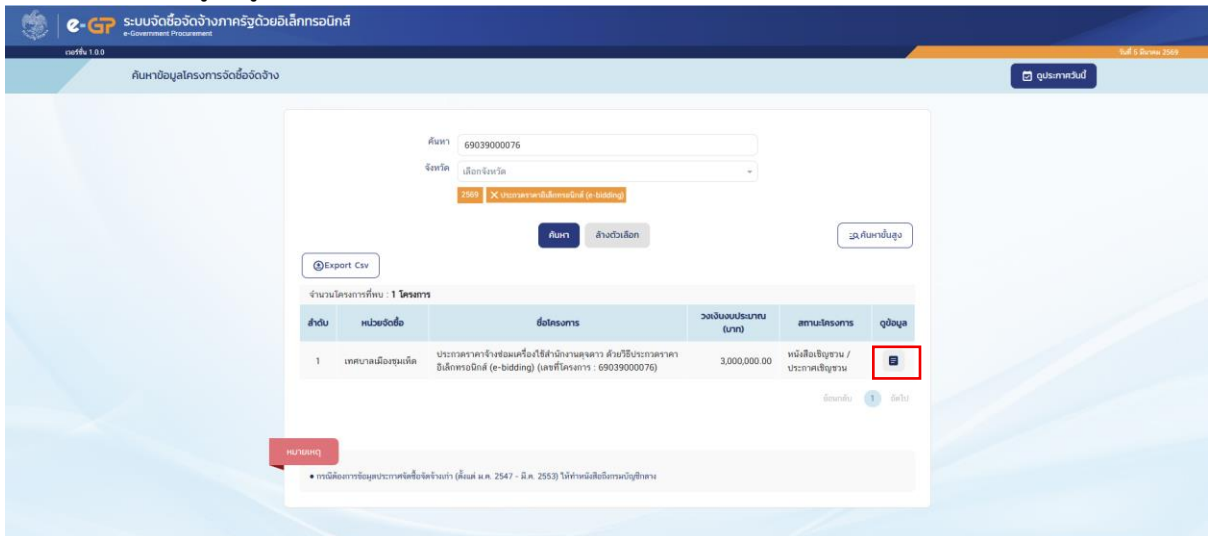 e-GP ระบบจัดซื้อจัดจ้างภาครัฐด้วยอิเล็กทรอนิกส์
e-Government Procurement
เวอร์ชั่น 1.0.0
วันที่ 5 มีนาคม 2569
ค้นหาข้อมูลโครงการจัดซื้อจัดจ้าง
ดูประกาศวันนี้
ค้นหา 69039000076
จังหวัด เลือกจังหวัด
2569 ประกวดราคาอิเล็กทรอนิกส์ (e-bidding)
ค้นหา ล้างตัวเลือก ค้นหาขั้นสูง
Export Csv
จำนวนโครงการที่พบ : 1 โครงการ
ลำดับ หน่วยจัดซื้อ ชื่อโครงการ วงเงินงบประมาณ (บาท) สถานะโครงการ ดูข้อมูล
1 เทศบาลเมืองชุมเห็ด ประกวดราคาจ้างซ่อมเครื่องใช้สำนักงานดุจดาว ด้วยวิธีประกวดราคา 3,000,000.00 หนังสือเชิญชวน /
อิเล็กทรอนิกส์ (e-bidding) (เลขที่โครงการ : 69039000076) ประกาศเชิญชวน
ย้อนกลับ 1 ถัดไป
หมายเหตุ
• กรณีต้องการข้อมูลประกาศจัดซื้อจัดจ้างเก่า (ตั้งแต่ ม.ค. 2547 - มี.ค. 2553) ให้ทำหนังสือถึงกรมบัญชีกลาง